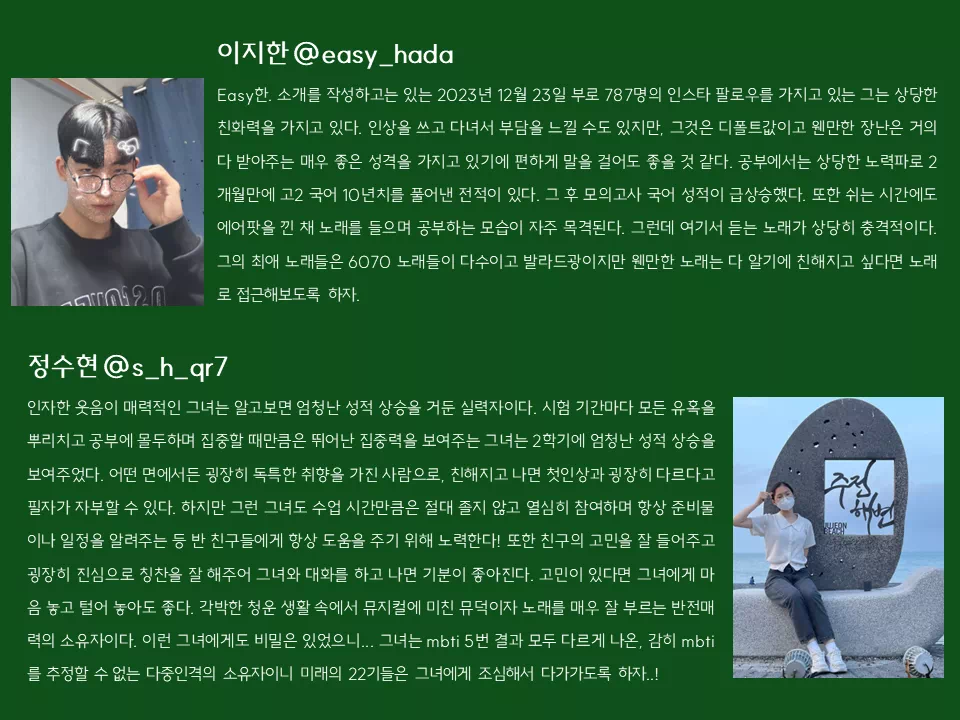 이지한 @easy_hada
Easy한. 소개를 작성하고는 있는 2023년 12월 23일 부로 787명의 인스타 팔로우를 가지고 있는 그는 상당한
친화력을 가지고 있다. 인상을 쓰고 다녀서 부담을 느낄 수도 있지만, 그것은 디폴트값이고 웬만한 장난은 거의
다 받아주는 매우 좋은 성격을 가지고 있기에 편하게 말을 걸어도 좋을 것 같다. 공부에서는 상당한 노력파로 2
개월만에 고2 국어 10년치를 풀어낸 전적이 있다. 그 후 모의고사 국어 성적이 급상승했다. 또한 쉬는 시간에도
에어팟을 낀 채 노래를 들으며 공부하는 모습이 자주 목격된다. 그런데 여기서 듣는 노래가 상당히 충격적이다.
그의 최애 노래들은 6070 노래들이 다수이고 발라드광이지만 웬만한 노래는 다 알기에 친해지고 싶다면 노래
로 접근해보도록 하자.
정수현 @s_h_qr7
인자한 웃음이 매력적인 그녀는 알고보면 엄청난 성적 상승을 거둔 실력자이다. 시험 기간마다 모든 유혹을
뿌리치고 공부에 몰두하며 집중할 때만큼은 뛰어난 집중력을 보여주는 그녀는 2학기에 엄청난 성적 상승을
보여주었다. 어떤 면에서든 굉장히 독특한 취향을 가진 사람으로, 친해지고 나면 첫인상과 굉장히 다르다고
필자가 자부할 수 있다. 하지만 그런 그녀도 수업 시간만큼은 절대 졸지 않고 열심히 참여하며 항상 준비물
이나 일정을 알려주는 등 반 친구들에게 항상 도움을 주기 위해 노력한다! 또한 친구의 고민을 잘 들어주고
굉장히 진심으로 칭찬을 잘 해주어 그녀와 대화를 하고 나면 기분이 좋아진다. 고민이 있다면 그녀에게 마
음 놓고 털어 놓아도 좋다. 각박한 청운 생활 속에서 뮤지컬에 미친 뮤덕이자 노래를 매우 잘 부르는 반전매
력의 소유자이다. 이런 그녀에게도 비밀은 있었으니... 그녀는 mbti 5번 결과 모두 다르게 나온, 감히 mbti
를 추정할 수 없는 다중인격의 소유자이니 미래의 22기들은 그녀에게 조심해서 다가가도록 하자..!
주전
해변
JUJEON
BEACH